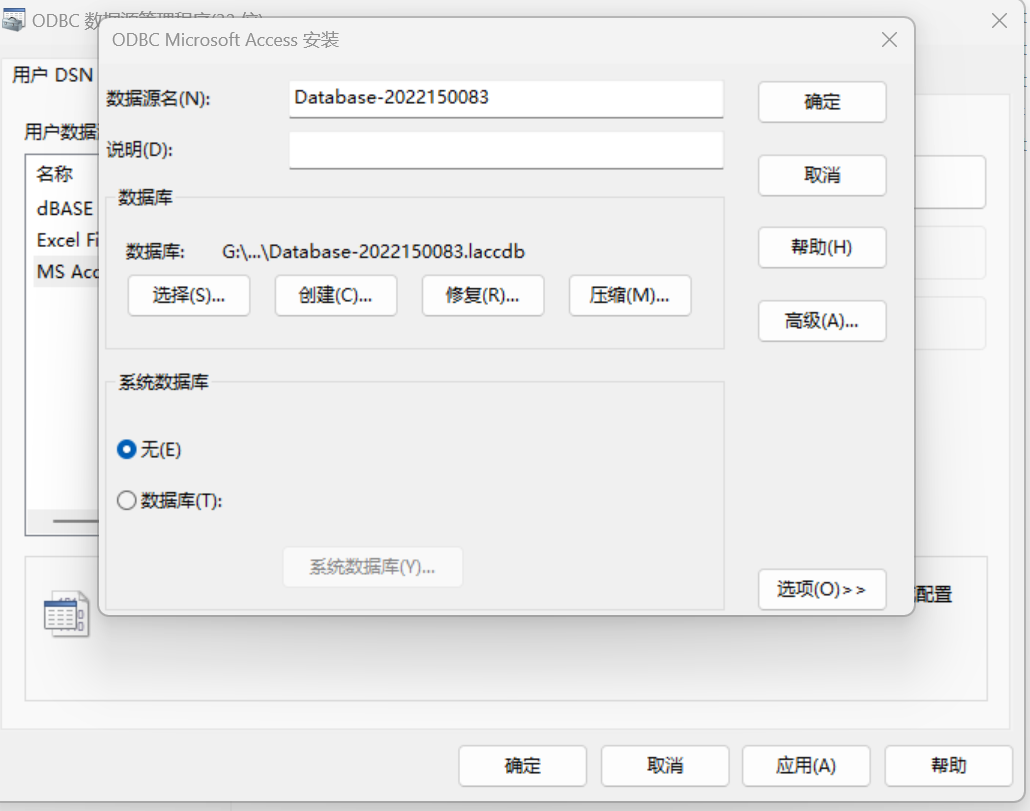 ODBC 数据源管理程序(32 位)
ODBC Microsoft Access 安装
用户 DSN
数据源名(N):
Database-2022150083
确定
用户数据
说明(D):
取消
名称
数据库
dBASE
Excel Fi
数据库:
G:\...\Database-2022150083.laccdb
帮助(H)
MS Acc
选择(S)...
创建(C)...
修复(R)...
压缩(M)...
高级(A)...
系统数据库
无(E)
数据库(T):
系统数据库(Y)...
选项(O)>>
配置
确定
取消
应用(A)
帮助